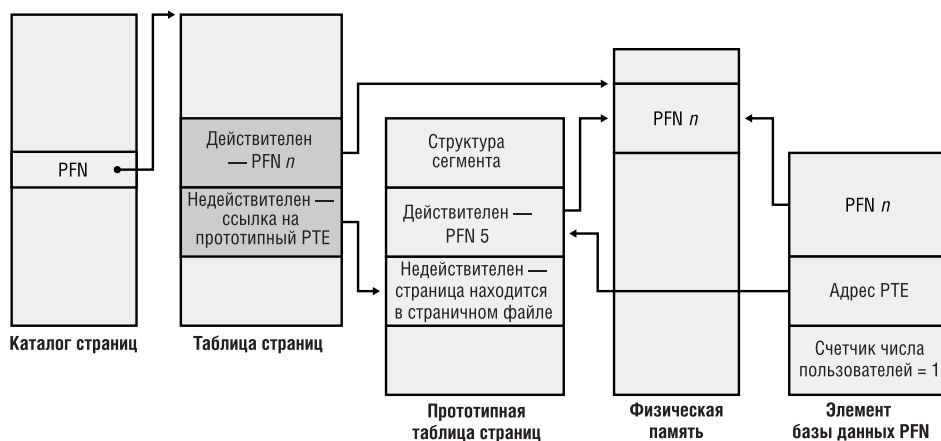 PFN
Каталог страниц
Действителен
— PFN n
Недействителен —
ссылка на
прототипный PTE
Таблица страниц
Структура
сегмента
Действителен —
PFN 5
Недействителен —
страница находится
в страничном файле
Прототипная
таблица страниц
PFN n
Физическая
память
PFN n
Адрес PTE
Счетчик числа
пользователей = 1
Элемент
базы данных PFN